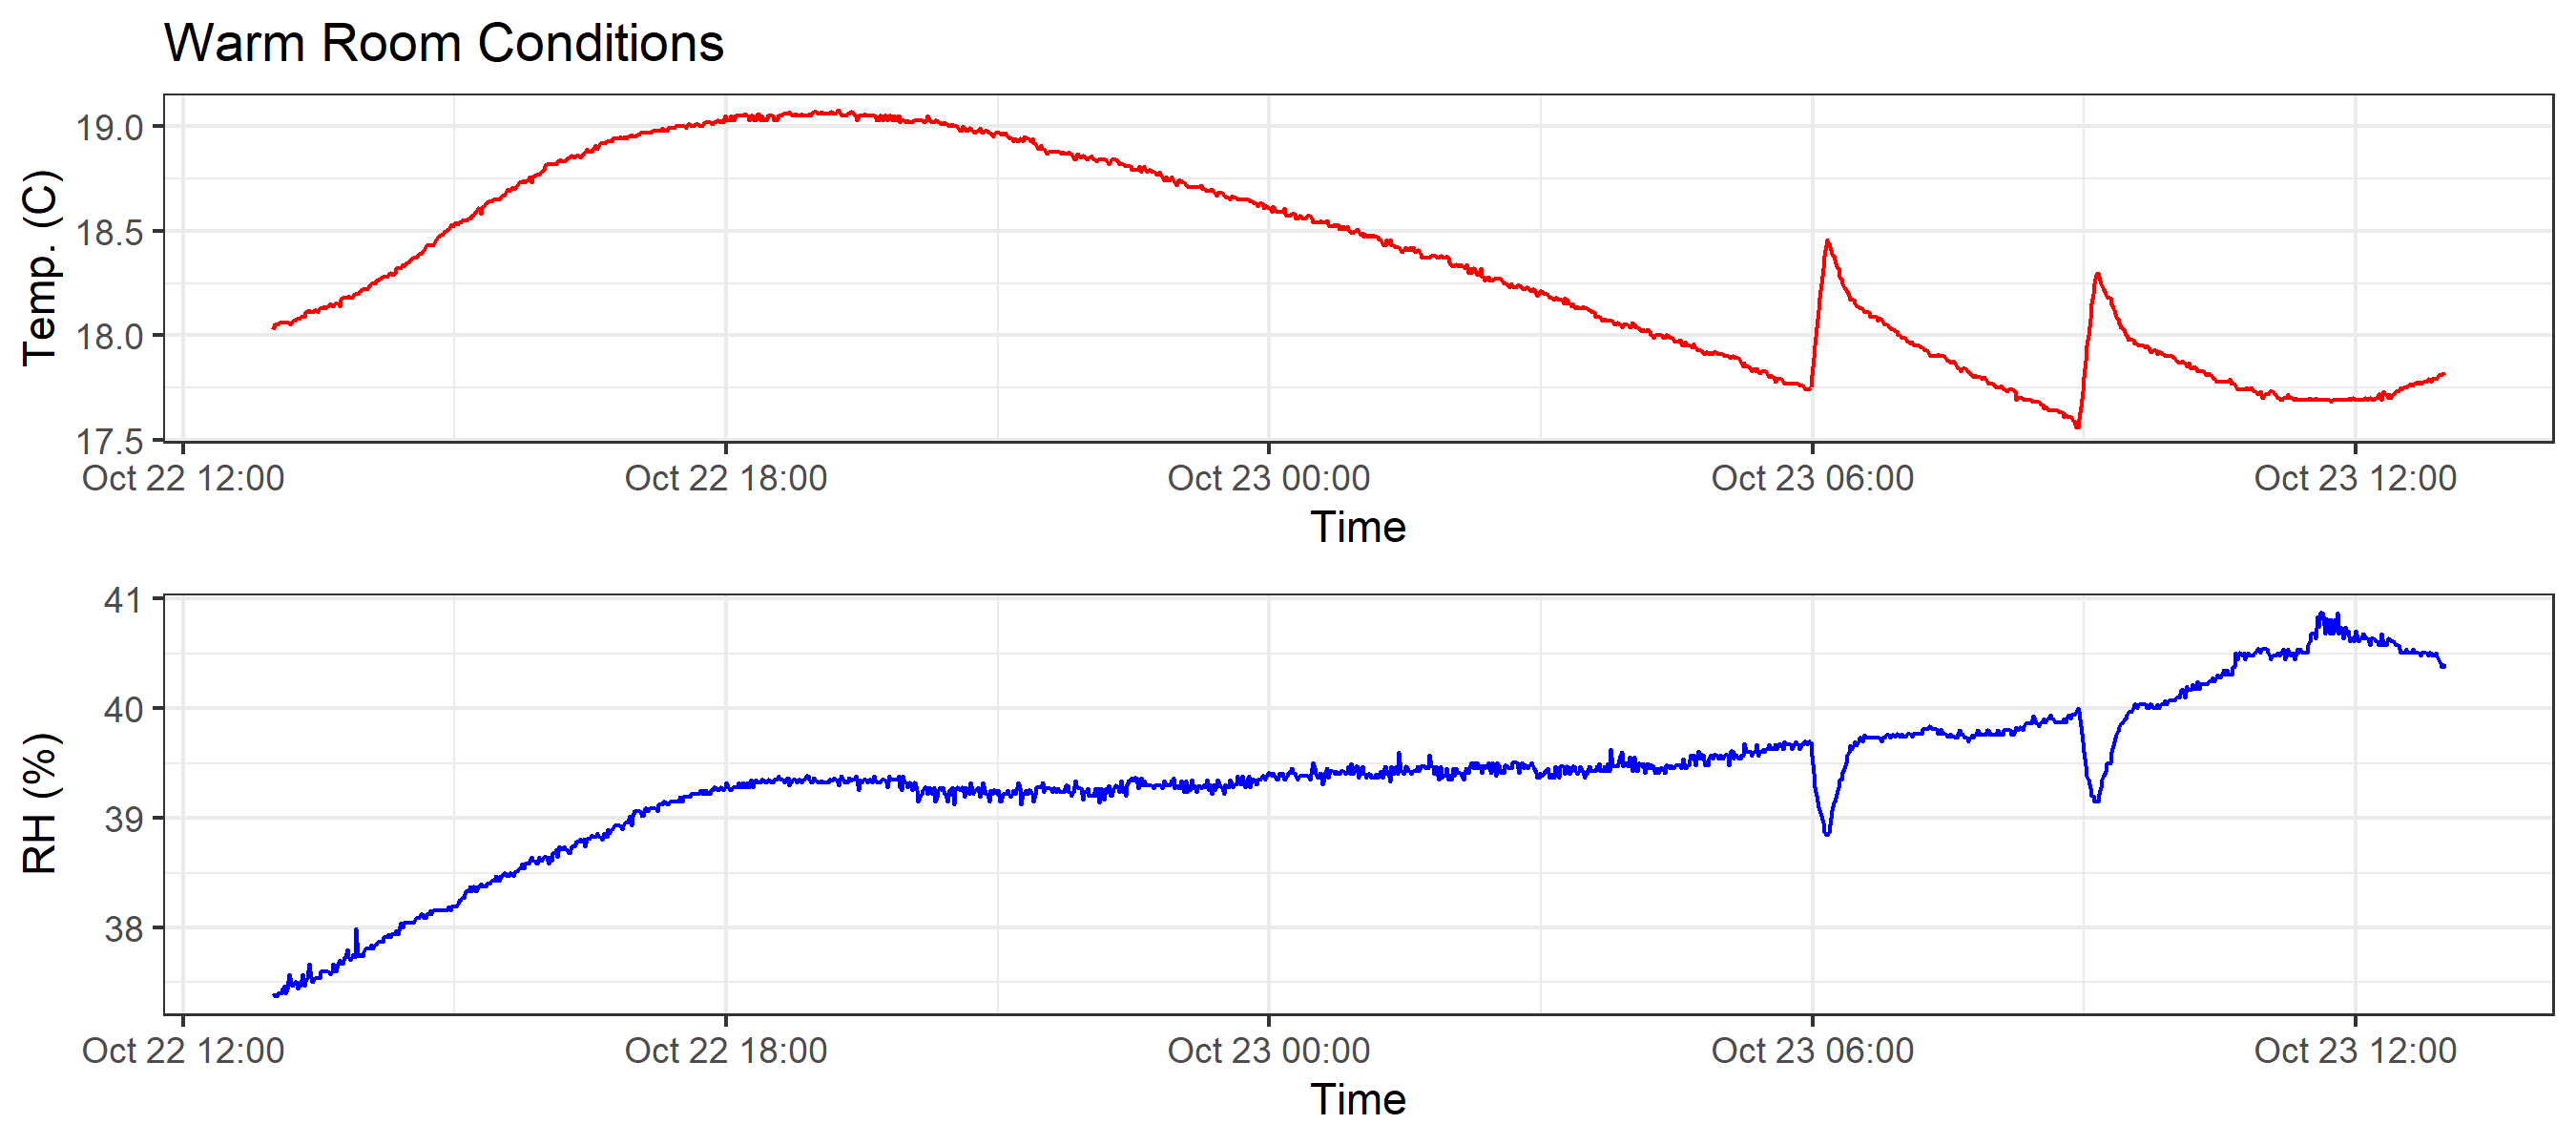 Warm Room Conditions
Temp. (C)
19.0
18.5
18.0
17.5
Oct 22 12:00 Oct 22 18:00 Oct 23 00:00 Oct 23 06:00 Oct 23 12:00
Time
RH (%)
41
40
39
38
Oct 22 12:00 Oct 22 18:00 Oct 23 00:00 Oct 23 06:00 Oct 23 12:00
Time